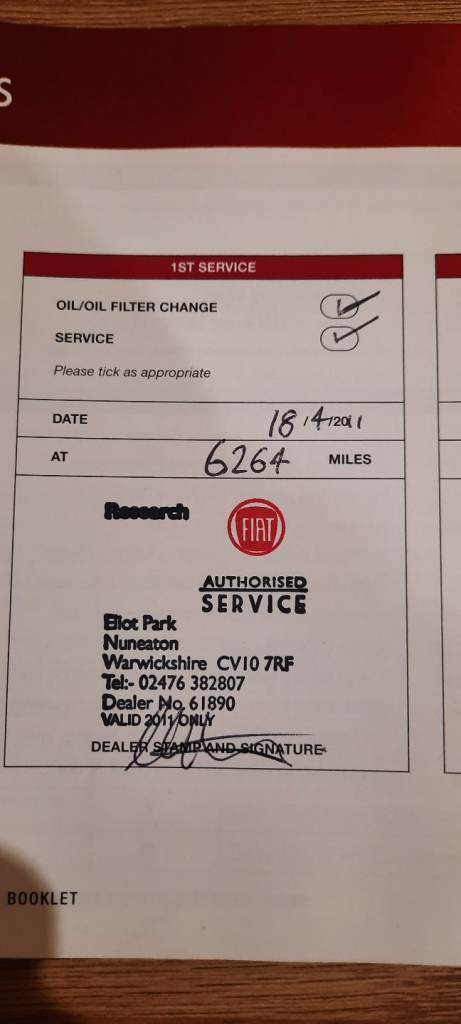 S
1ST SERVICE
OIL/OIL FILTER CHANGE
SERVICE
Please tick as appropriate
DATE 18/4/2011
AT 6264 MILES
Research
FIAT
AUTHORISED
SERVICE
Eliot Park
Nuneaton
Warwickshire CV10 7RF
Tel:- 02476 382807
Dealer No. 61890
VALID 2011 ONLY
DEALER STAMP AND SIGNATURE
BOOKLET